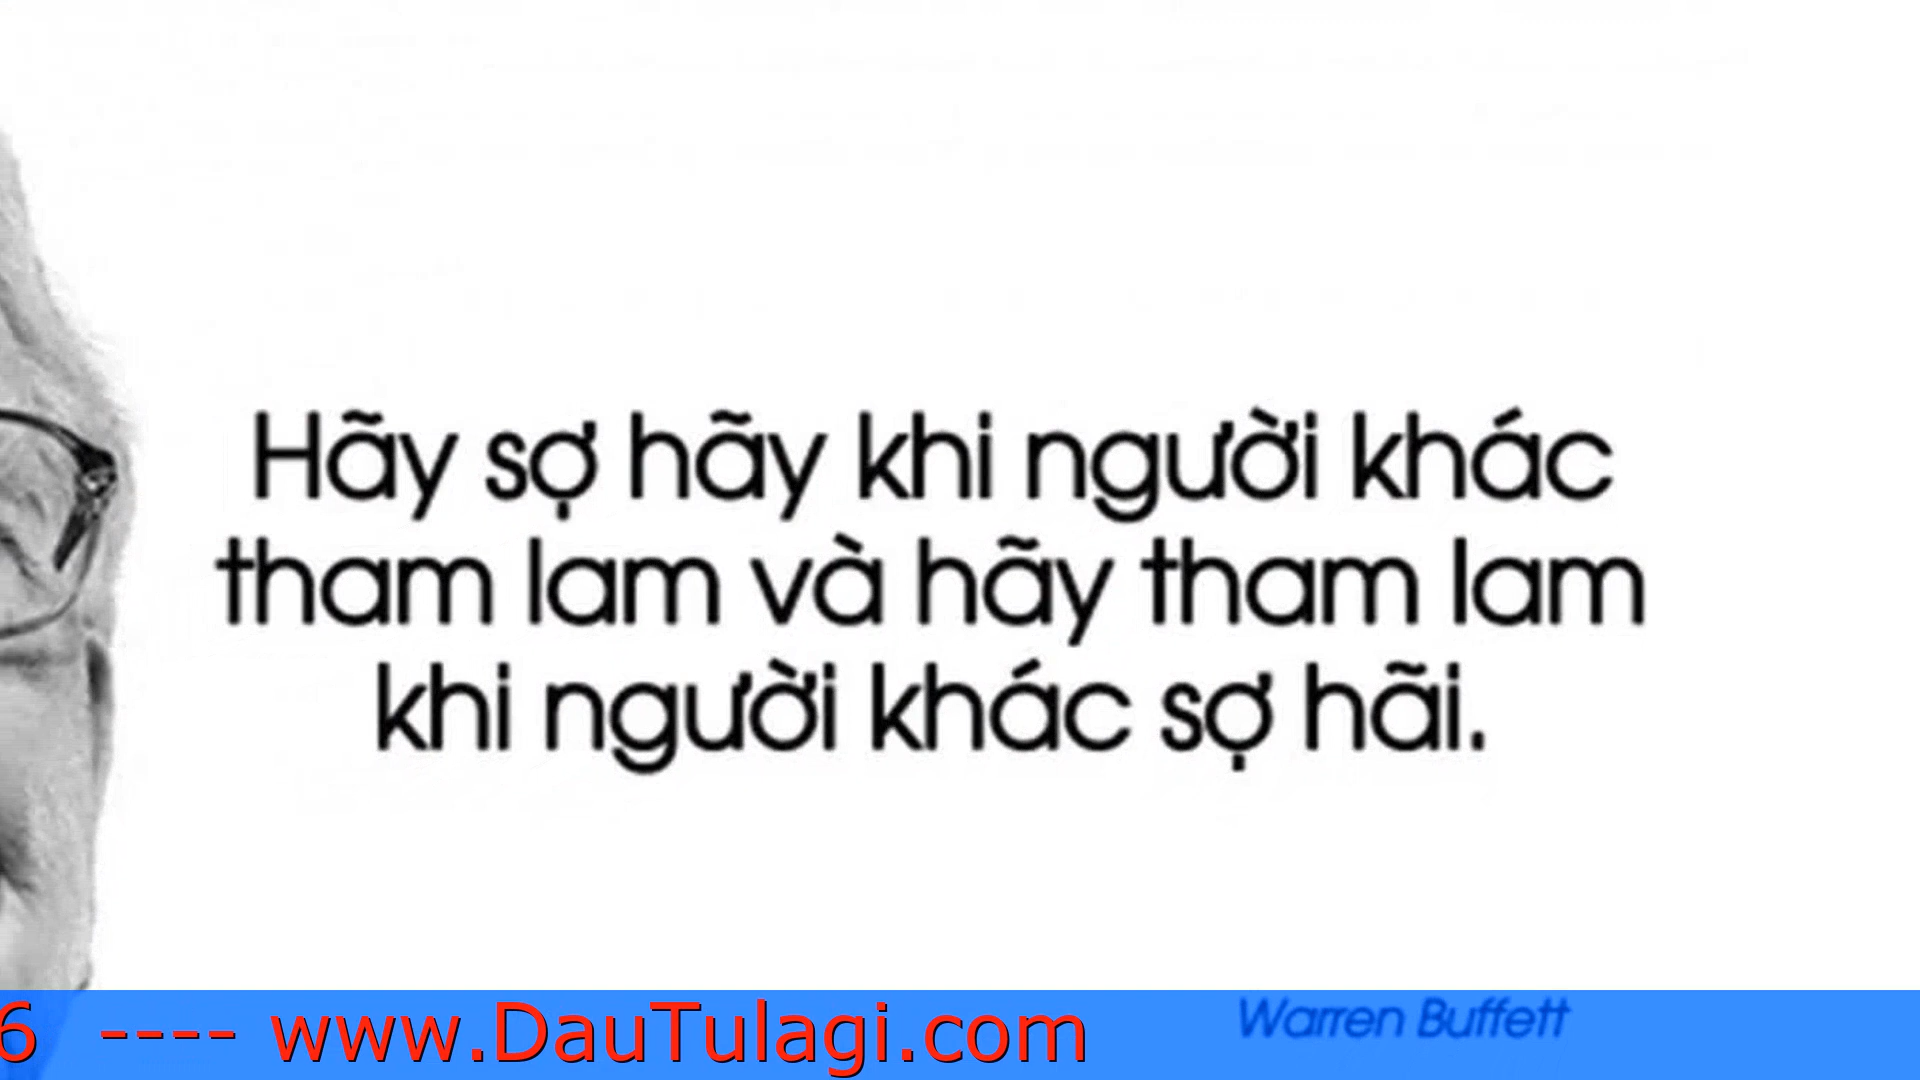 Hãy sợ hãy khi người khác
tham lam và hãy tham lam
khi người khác sợ hãi.
Warren Buffett
6 ---- www.DauTulagi.com